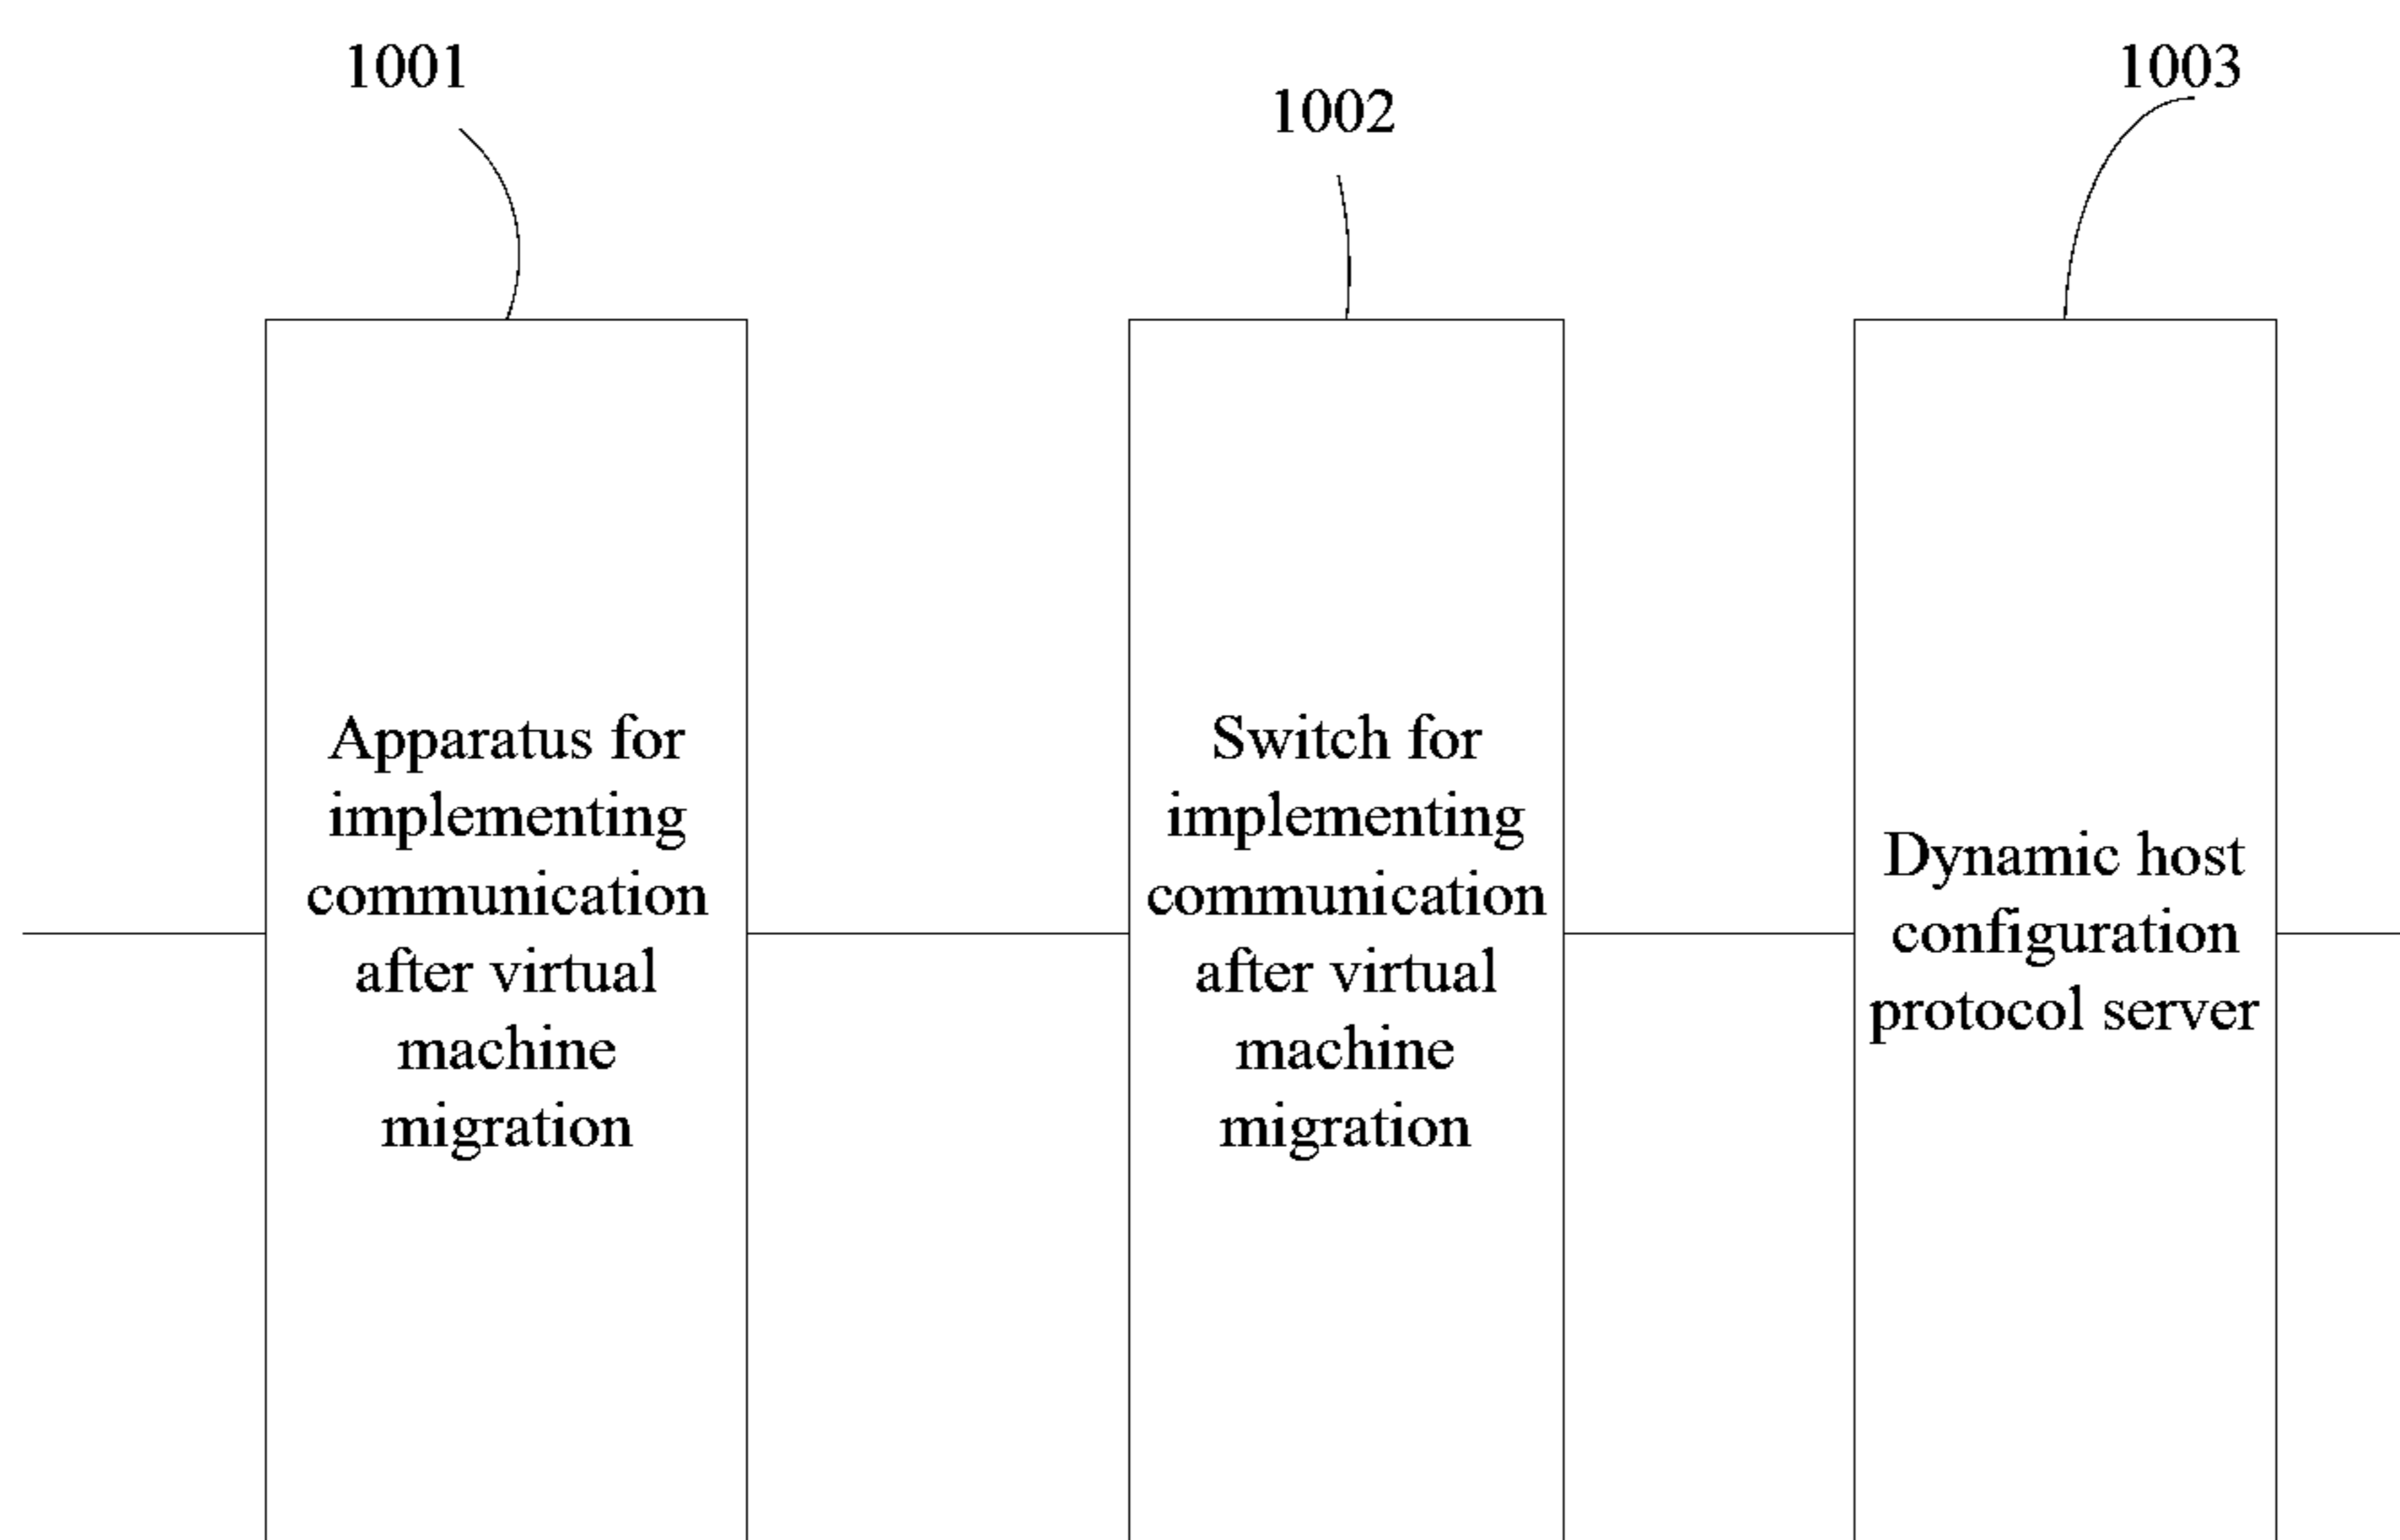 1001
1002
1003
Apparatus for
implementing
communication
after virtual
machine
migration
Switch for
implementing
communication
after virtual
machine
migration
Dynamic host
configuration
protocol server